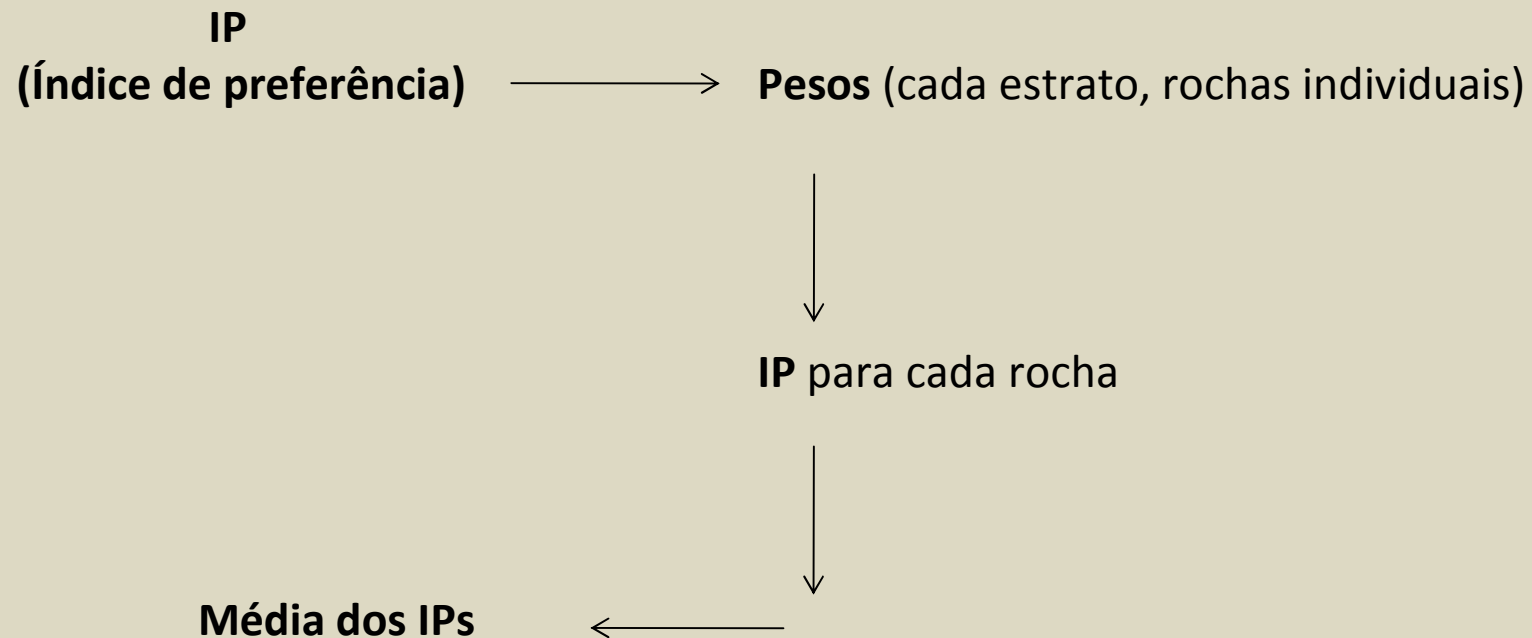 IP
(Índice de preferência)
Pesos (cada estrato, rochas individuais)
IP para cada rocha
Média dos IPs